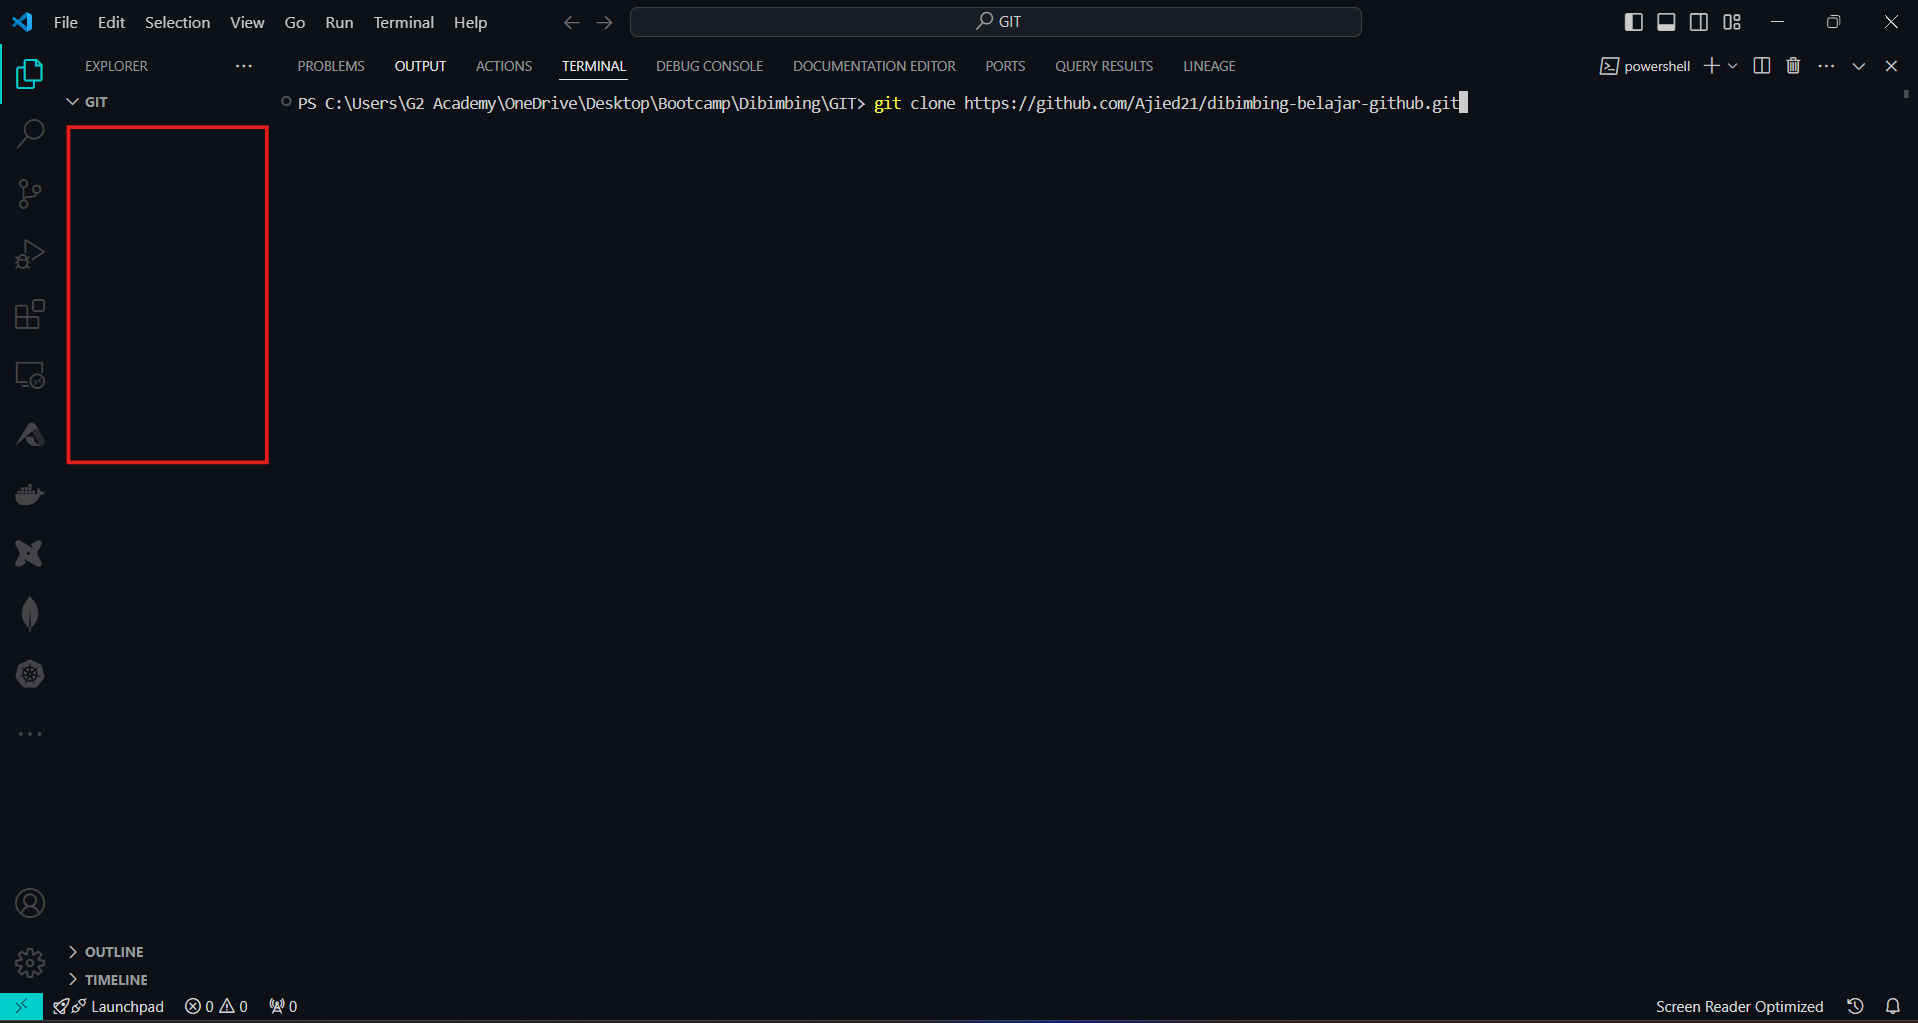 File Edit Selection View Go Run Terminal Help
GIT
EXPLORER
PROBLEMS OUTPUT ACTIONS TERMINAL DEBUG CONSOLE DOCUMENTATION EDITOR PORTS QUERY RESULTS LINEAGE
powershell
GIT
PS C:\Users\G2 Academy\OneDrive\Desktop\Bootcamp\Dibimbing\GIT> git clone https://github.com/Ajied21/dibimbing-belajar-github.git
OUTLINE
TIMELINE
Launchpad 0 0 0
Screen Reader Optimized